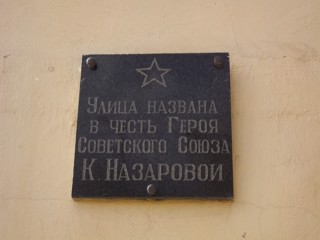 Улица названа
в честь Героя
Советского Союза
К Назаровой